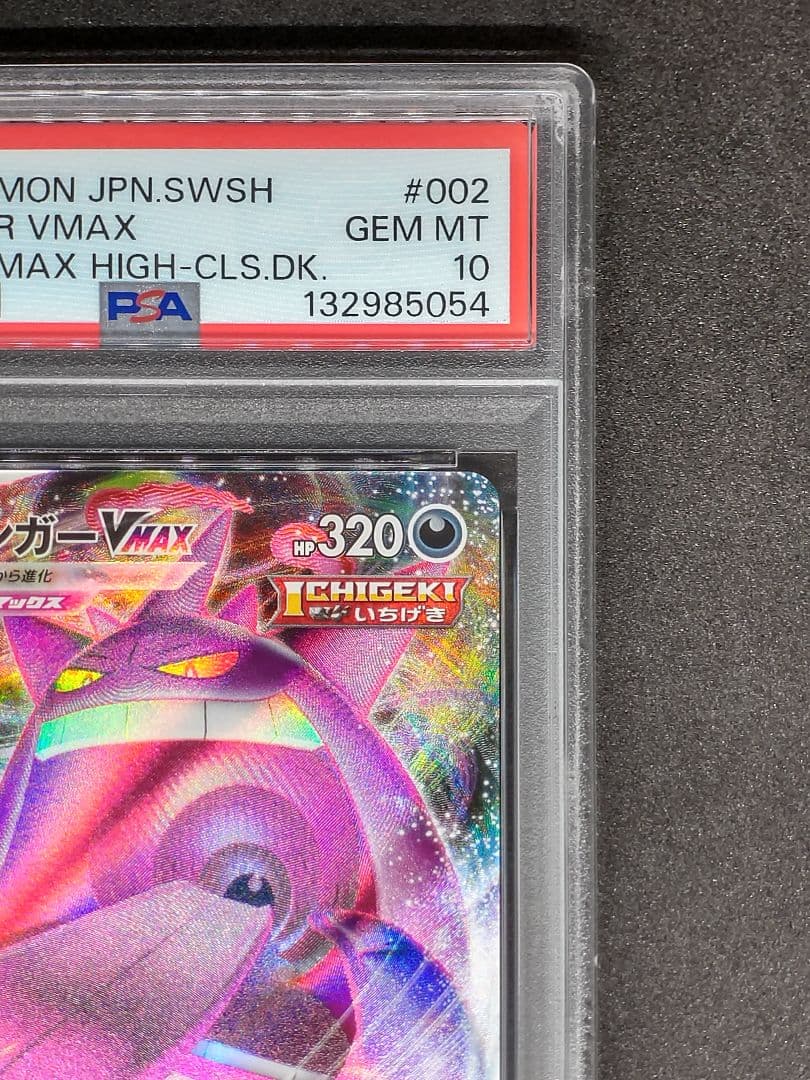 MON JPN.SWSH #002
R VMAX GEM MT
MAX HIGH-CLS.DK. 10
PSA 132985054
ンガーVMAX HP320
から進化
ICHIGEKI
マックス いちげき